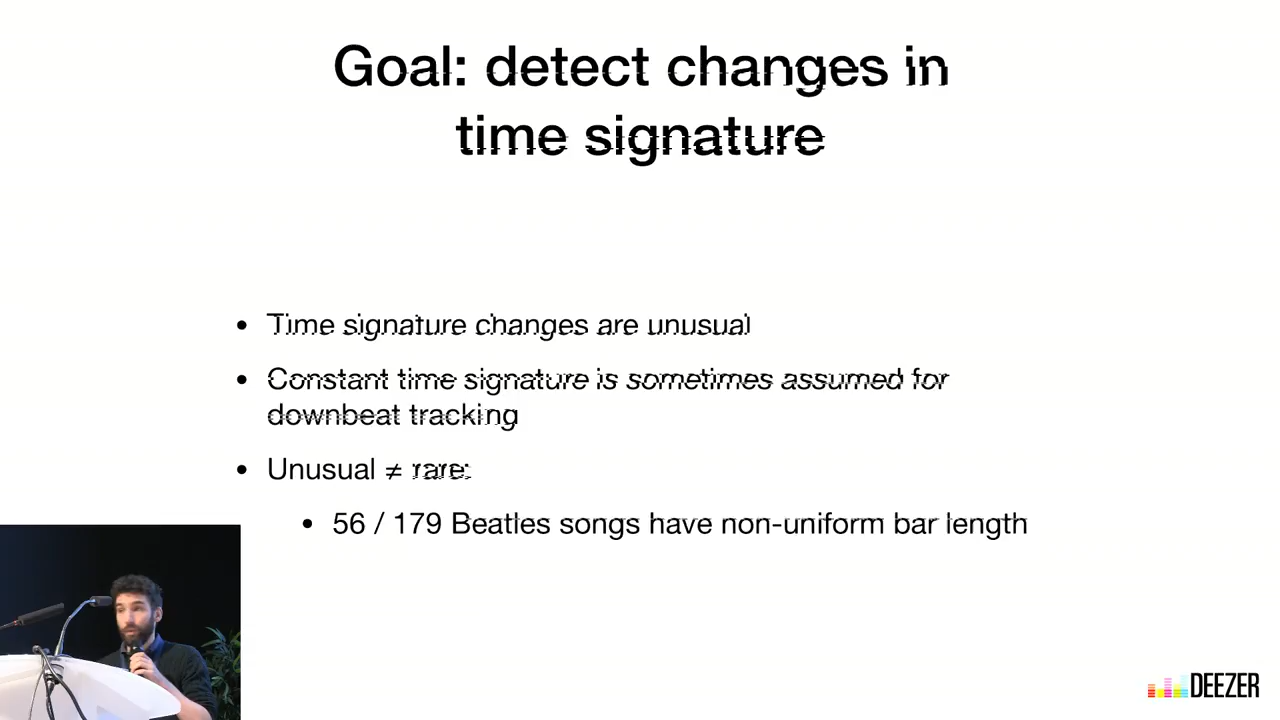 Goal: detect changes in
time signature
• Time signature changes are unusual
• Constant time signature is sometimes assumed for
downbeat tracking
• Unusual ≠ rare:
• 56 / 179 Beatles songs have non-uniform bar length
DEEZER